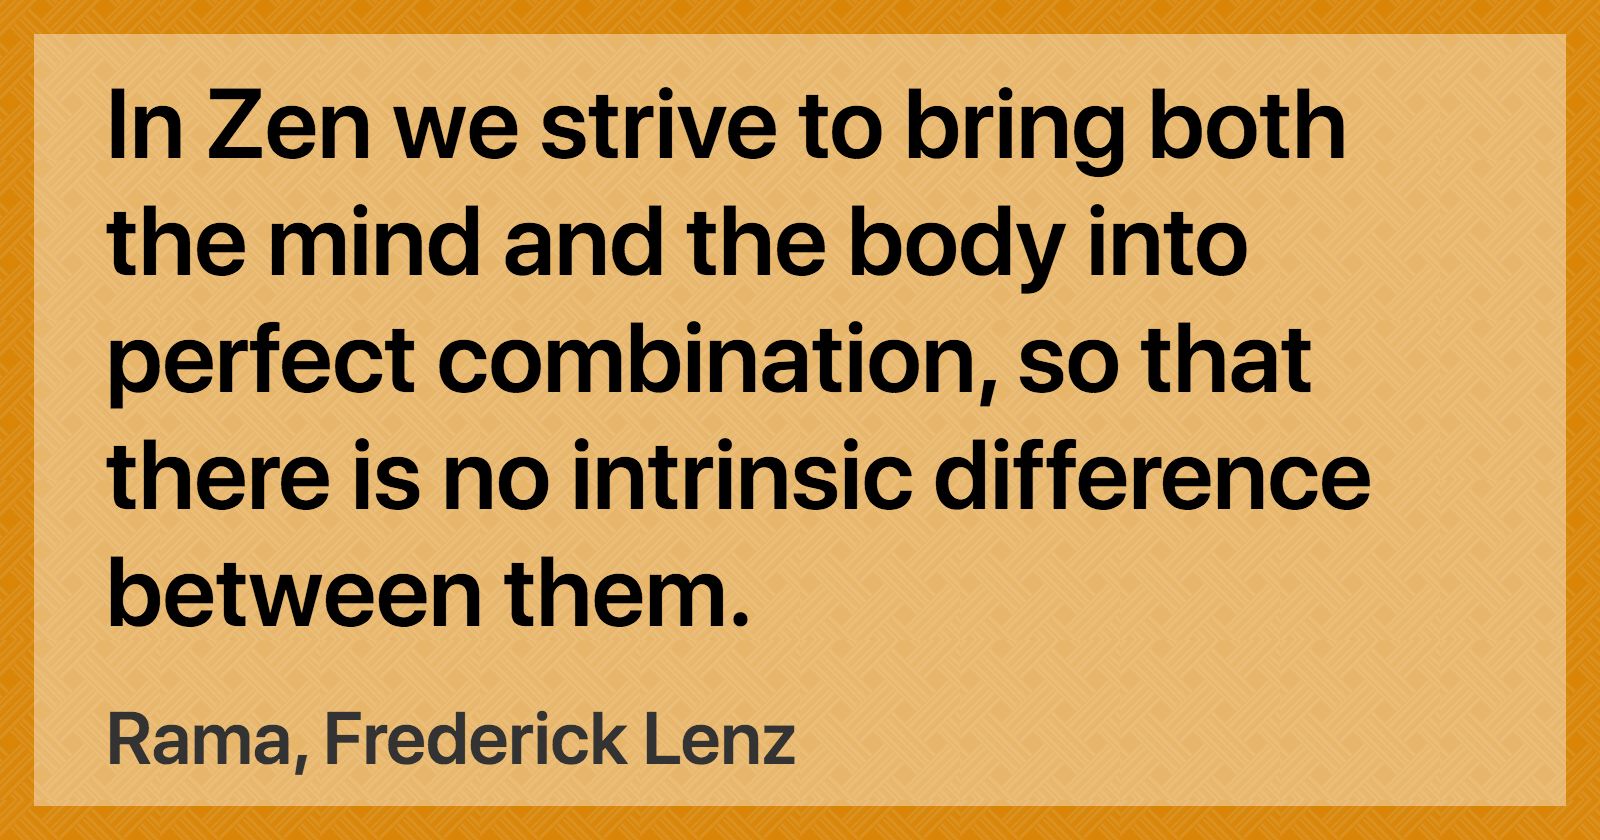 In Zen we strive to bring both
the mind and the body into
perfect combination, so that
there is no intrinsic difference
between them.
Rama, Frederick Lenz